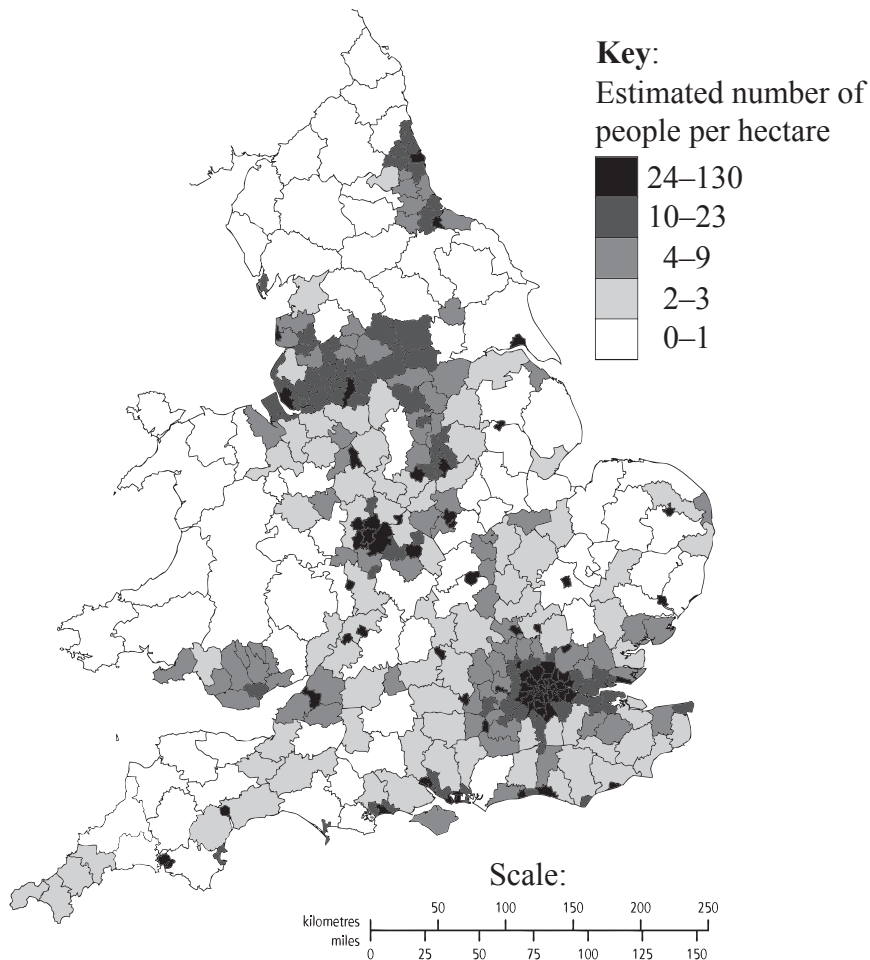 Key:
Estimated number of
people per hectare
24–130
10–23
4–9
2–3
0–1
Scale:
50 100 150 200 250
kilometres
miles
0 25 50 75 100 125 150